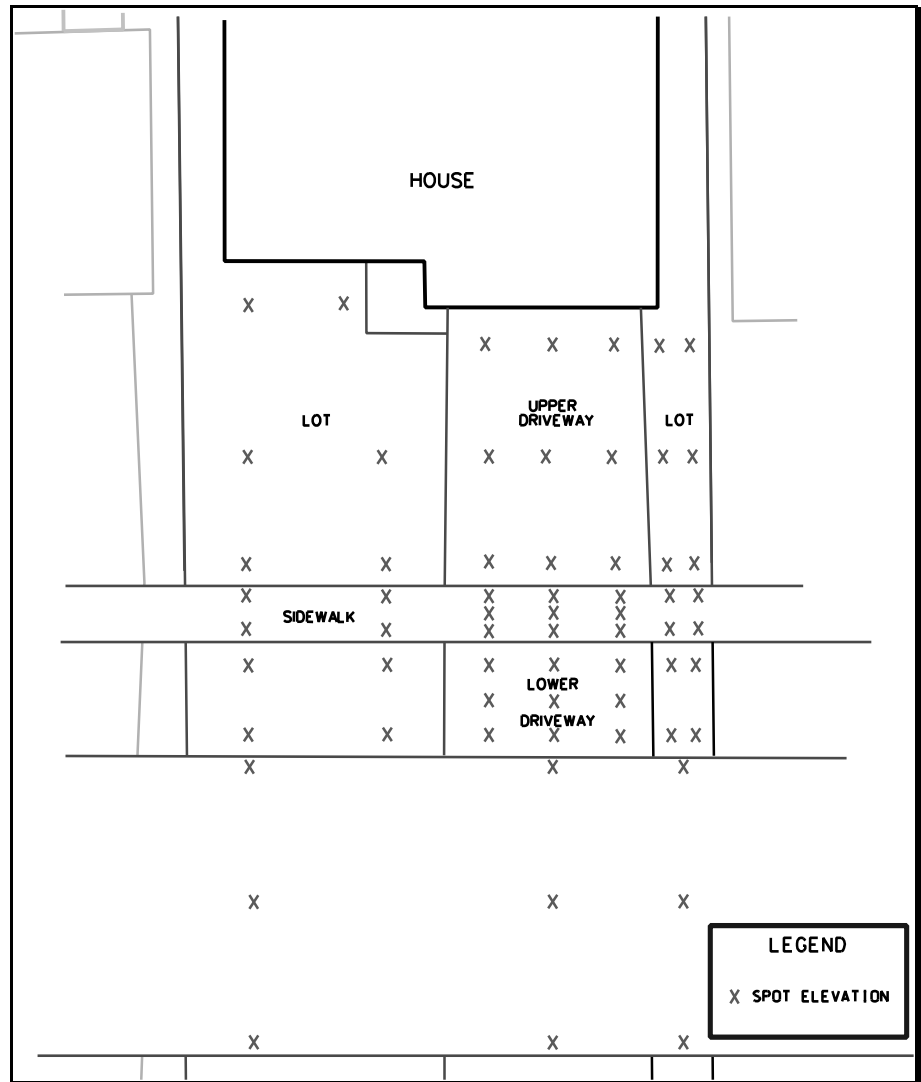 HOUSE
UPPER
DRIVEWAY
LOT
LOT
SIDEWALK
LOWER
DRIVEWAY
LEGEND
X SPOT ELEVATION